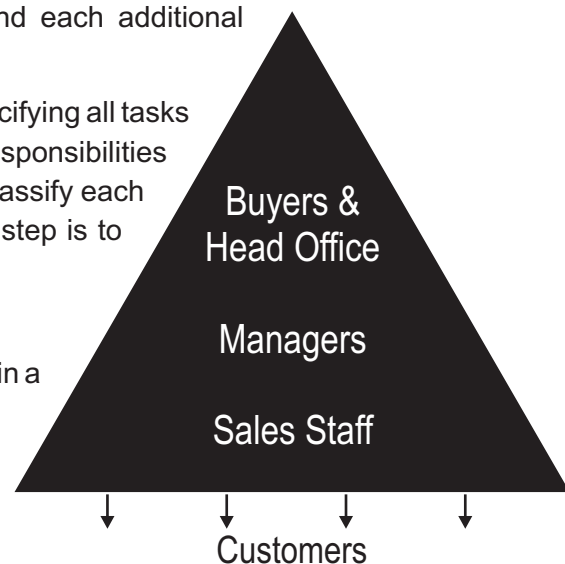 nd each additional
cifying all tasks
sponsibilities
assify each
step is to
in a
Buyers &
Head Office
Managers
Sales Staff
Customers